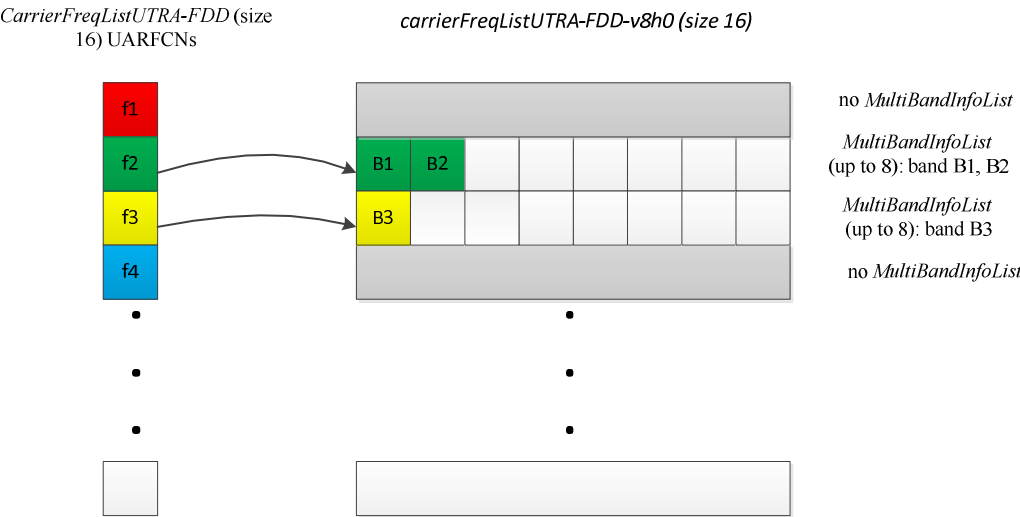 CarrierFreqListUTRA-FDD (size
16) UARFCNs
carrierFreqListUTRA-FDD-v8h0 (size 16)
f1
no MultiBandInfoList
f2
B1 B2
MultiBandInfoList
(up to 8): band B1, B2
f3
B3
MultiBandInfoList
(up to 8): band B3
f4
no MultiBandInfoList